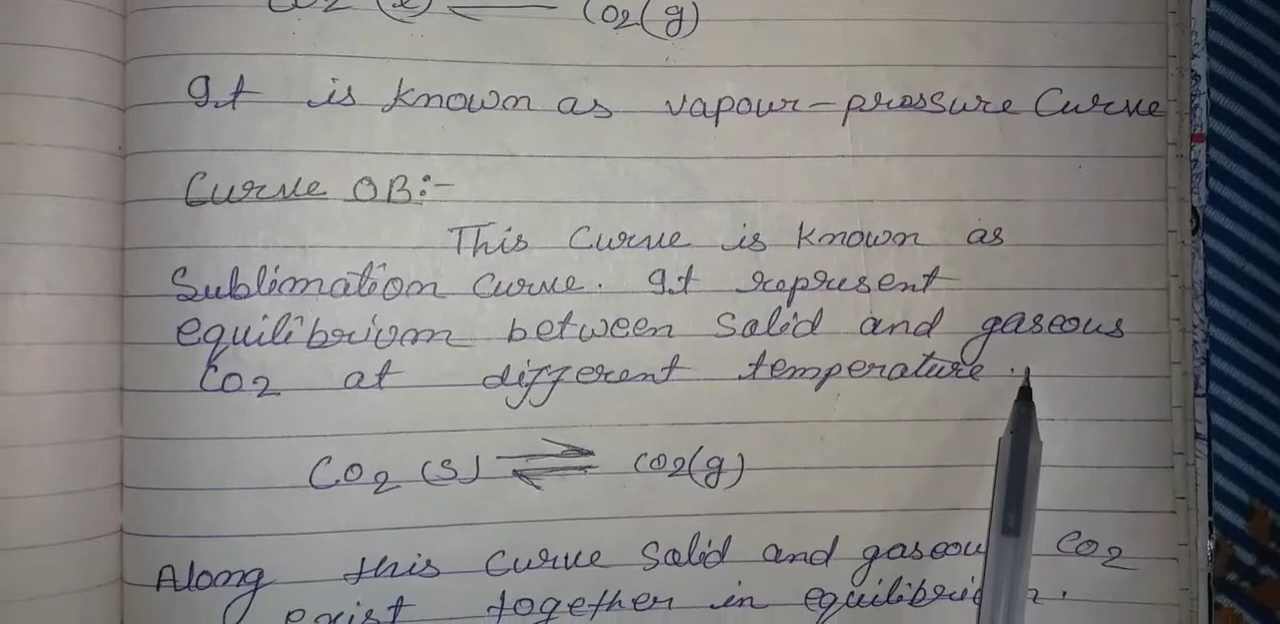 CO2 (l) ⇌ CO2(g)
It is known as vapour-pressure Curve
Curve OB:-
This Curve is known as
Sublimation Curve. It represent
equilibrium between Solid and gaseous
CO2 at different temperature.
CO2 (s) ⇌ CO2(g)
Along this Curve Solid and gaseou CO2
exist together in equilibri